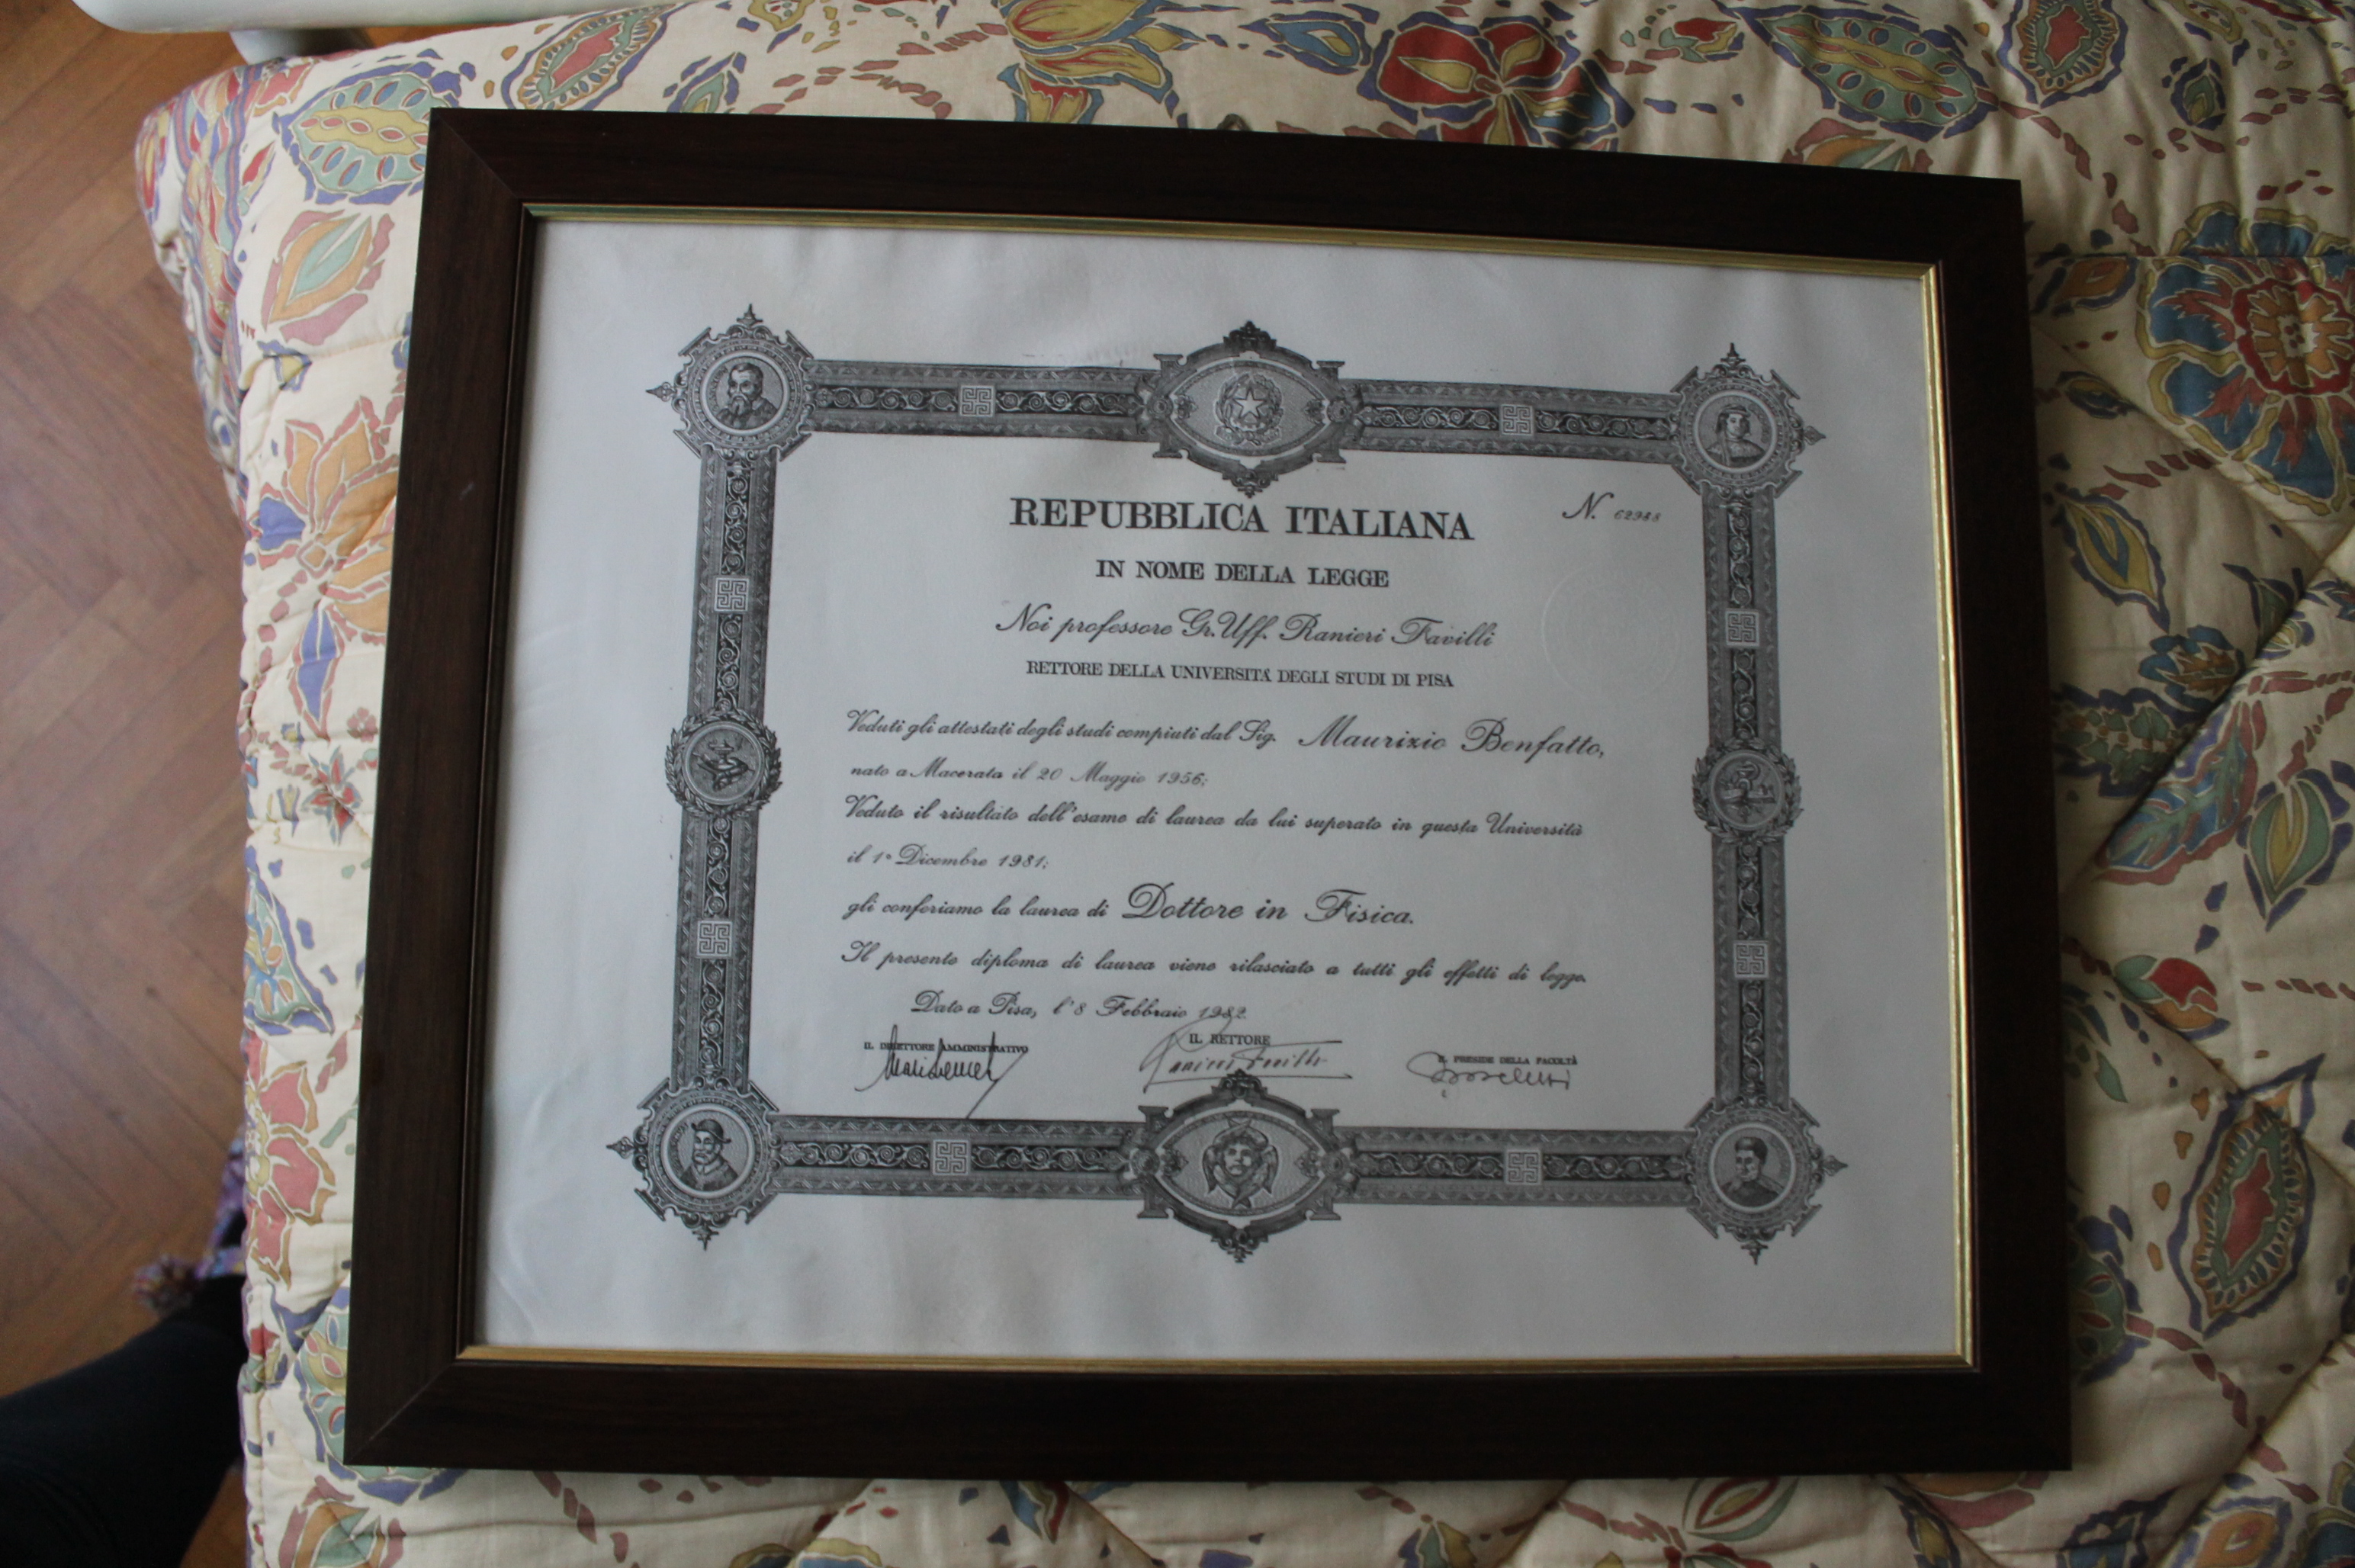 REPUBBLICA ITALIANA
N. 62988
IN NOME DELLA LEGGE
Noi professore Gr. Uff. Ranieri Favilli
RETTORE DELLA UNIVERSITÁ DEGLI STUDI DI PISA
Veduti gli attestati degli studi compiuti dal Sig. Maurizio Benfatto,
nato a Macerata il 20 Maggio 1956;
Veduto il risultato dell'esame di laurea da lui superato in questa Università
il 1° Dicembre 1981;
gli conferiamo la laurea di Dottore in Fisica.
Il presente diploma di laurea viene rilasciato a tutti gli effetti di legge.
Dato a Pisa, l'8 Febbraio 1982
IL DIRETTORE AMMINISTRATIVO
IL RETTORE
IL PRESIDE DELLA FACOLTÀ
Ranieri Favilli